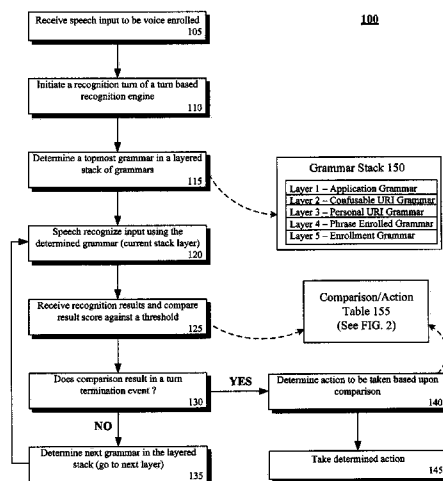 100
Receive speech input to be voice enrolled
105
Initiate a recognition turn of a turn based
recognition engine
110
Determine a topmost grammar in a layered
stack of grammars
115
Grammar Stack 150
Layer 1 – Application Grammar
Layer 2 – Confusable URI Grammar
Layer 3 – Personal URI Grammar
Layer 4 – Phrase Enrolled Grammar
Layer 5 – Enrollment Grammar
Speech recognize input using the
determined grammar (current stack layer)
120
Receive recognition results and compare
result score against a threshold
125
Comparison/Action
Table 155
(See FIG. 2)
Does comparison result in a turn
termination event ?
130
YES
Determine action to be taken based upon
comparison
140
NO
Determine next grammar in the layered
stack (go to next layer)
135
Take determined action
145